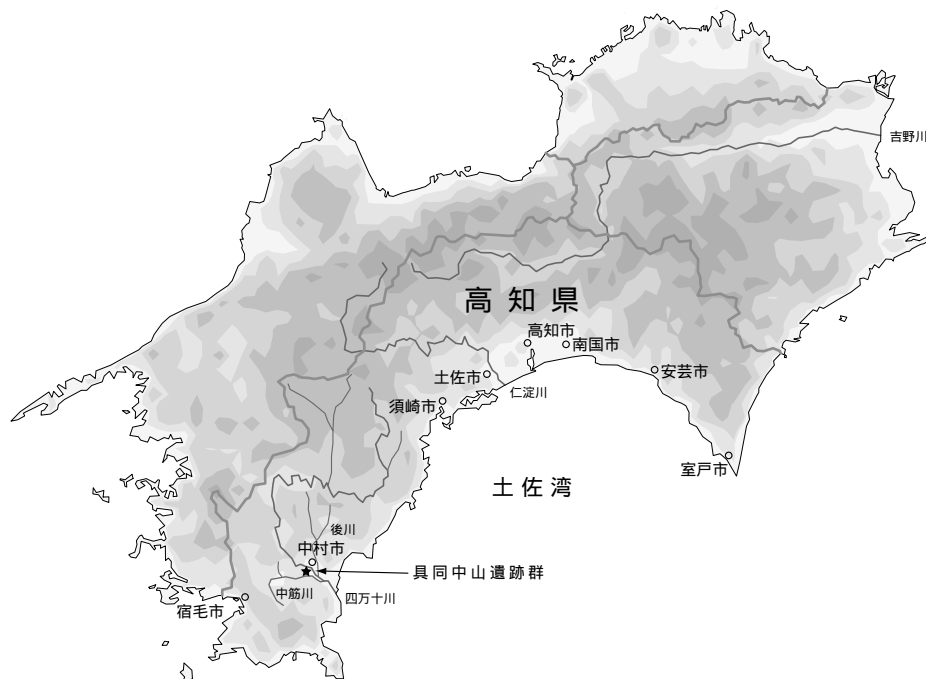 吉野川
高知県
高知市
南国市
土佐市
安芸市
仁淀川
須崎市
室戸市
土佐湾
後川
中村市
具同中山遺跡群
中筋川
四万十川
宿毛市